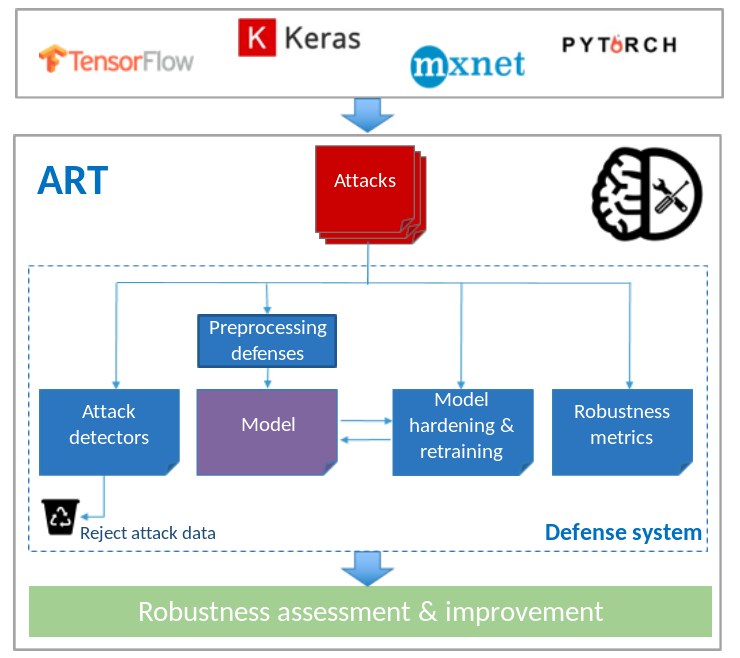 TensorFlow
K Keras
mxnet
PYTORCH
ART
Attacks
Preprocessing
defenses
Attack
detectors
Model
Model
hardening &
retraining
Robustness
metrics
Reject attack data
Defense system
Robustness assessment & improvement